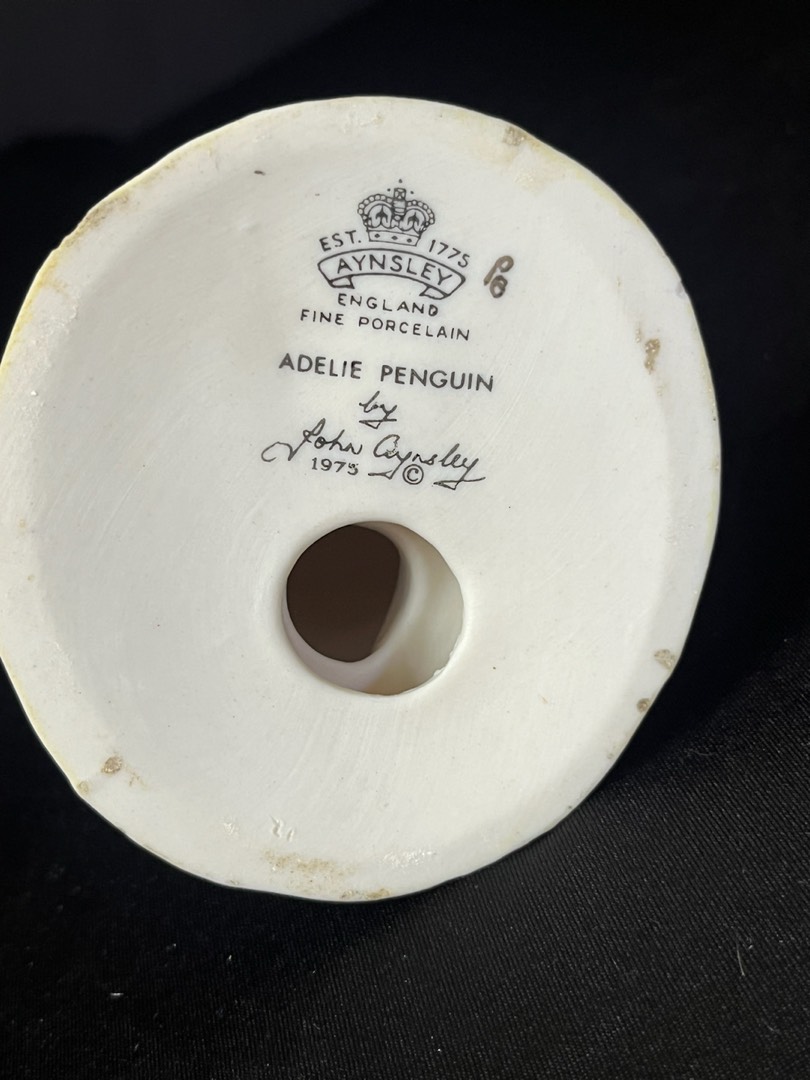 EST. 1775
AYNSLEY
ENGLAND
FINE PORCELAIN
ADELIE PENGUIN
by
John Aynsley
1975 ©